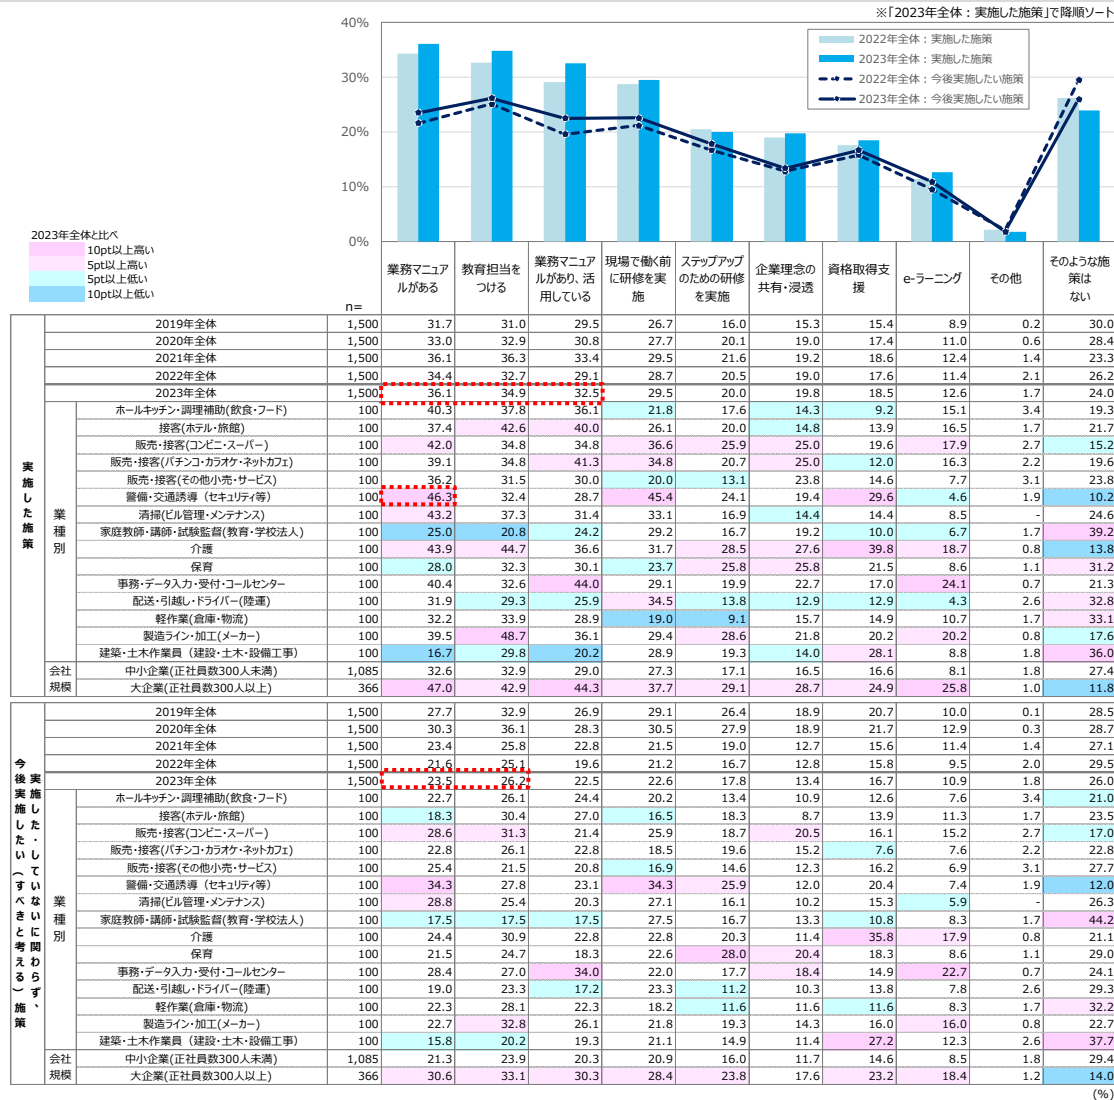 ※「2023年全体：実施した施策」で降順ソート
40%
30%
20%
10%
0%
2022年全体：実施した施策
2023年全体：実施した施策
2022年全体：今後実施したい施策
2023年全体：今後実施したい施策
2023年全体と比べ
10pt以上高い
5pt以上高い
5pt以上低い
10pt以上低い
n=
業務マニュアルがある
教育担当をつける
業務マニュアルがあり、活用している
現場で働く前に研修を実施
ステップアップのための研修を実施
企業理念の共有・浸透
資格取得支援
e-ラーニング
その他
そのような施策はない
実施した施策
2019年全体 1,500 31.7 31.0 29.5 26.7 16.0 15.3 15.4 8.9 0.2 30.0
2020年全体 1,500 33.0 32.9 30.8 27.7 20.1 19.0 17.4 11.0 0.6 28.4
2021年全体 1,500 36.1 36.3 33.4 29.5 21.6 19.2 18.6 12.4 1.4 23.3
2022年全体 1,500 34.4 32.7 29.1 28.7 20.5 19.0 17.6 11.4 2.1 26.2
2023年全体 1,500 36.1 34.9 32.5 29.5 20.0 19.8 18.5 12.6 1.7 24.0
業種別
ホールキッチン・調理補助(飲食・フード) 100 40.3 37.8 36.1 21.8 17.6 14.3 9.2 15.1 3.4 19.3
接客(ホテル・旅館) 100 37.4 42.6 40.0 26.1 20.0 14.8 13.9 16.5 1.7 21.7
販売・接客(コンビニ・スーパー) 100 42.0 34.8 34.8 36.6 25.9 25.0 19.6 17.9 2.7 15.2
販売・接客(パチンコ・カラオケ・ネットカフェ) 100 39.1 34.8 41.3 34.8 20.7 25.0 12.0 16.3 2.2 19.6
販売・接客(その他小売・サービス) 100 36.2 31.5 30.0 20.0 13.1 23.8 14.6 7.7 3.1 23.8
警備・交通誘導（セキュリティ等) 100 46.3 32.4 28.7 45.4 24.1 19.4 29.6 4.6 1.9 10.2
清掃(ビル管理・メンテナンス) 100 43.2 37.3 31.4 33.1 16.9 14.4 14.4 8.5 - 24.6
家庭教師・講師・試験監督(教育・学校法人) 100 25.0 20.8 24.2 29.2 16.7 19.2 10.0 6.7 1.7 39.2
介護 100 43.9 44.7 36.6 31.7 28.5 27.6 39.8 18.7 0.8 13.8
保育 100 28.0 32.3 30.1 23.7 25.8 25.8 21.5 8.6 1.1 31.2
事務・データ入力・受付・コールセンター 100 40.4 32.6 44.0 29.1 19.9 22.7 17.0 24.1 0.7 21.3
配送・引越し・ドライバー(陸運) 100 31.9 29.3 25.9 34.5 13.8 12.9 12.9 4.3 2.6 32.8
軽作業(倉庫・物流) 100 32.2 33.9 28.9 19.0 9.1 15.7 14.9 10.7 1.7 33.1
製造ライン・加工(メーカー) 100 39.5 48.7 36.1 29.4 28.6 21.8 20.2 20.2 0.8 17.6
建築・土木作業員（建設・土木・設備工事) 100 16.7 29.8 20.2 28.9 19.3 14.0 28.1 8.8 1.8 36.0
会社規模
中小企業(正社員数300人未満) 1,085 32.6 32.9 29.0 27.3 17.1 16.5 16.6 8.1 1.8 27.4
大企業(正社員数300人以上) 366 47.0 42.9 44.3 37.7 29.1 28.7 24.9 25.8 1.0 11.8
実施した・していないに関わらず、今後実施したい（すべきと考える）施策
2019年全体 1,500 27.7 32.9 26.9 29.1 26.4 18.9 20.7 10.0 0.1 28.5
2020年全体 1,500 30.3 36.1 28.3 30.5 27.9 18.9 21.7 12.9 0.3 28.7
2021年全体 1,500 23.4 25.8 22.8 21.5 19.0 12.7 15.6 11.4 1.4 27.1
2022年全体 1,500 21.6 25.1 19.6 21.2 16.7 12.8 15.8 9.5 2.0 29.5
2023年全体 1,500 23.5 26.2 22.5 22.6 17.8 13.4 16.7 10.9 1.8 26.0
業種別
ホールキッチン・調理補助(飲食・フード) 100 22.7 26.1 24.4 20.2 13.4 10.9 12.6 7.6 3.4 21.0
接客(ホテル・旅館) 100 18.3 30.4 27.0 16.5 18.3 8.7 13.9 11.3 1.7 23.5
販売・接客(コンビニ・スーパー) 100 28.6 31.3 21.4 25.9 18.7 20.5 16.1 15.2 2.7 17.0
販売・接客(パチンコ・カラオケ・ネットカフェ) 100 22.8 26.1 22.8 18.5 19.6 15.2 7.6 7.6 2.2 22.8
販売・接客(その他小売・サービス) 100 25.4 21.5 20.8 16.9 14.6 12.3 16.2 6.9 3.1 27.7
警備・交通誘導（セキュリティ等) 100 34.3 27.8 23.1 34.3 25.9 12.0 20.4 7.4 1.9 12.0
清掃(ビル管理・メンテナンス) 100 28.8 25.4 20.3 27.1 16.1 10.2 15.3 5.9 - 26.3
家庭教師・講師・試験監督(教育・学校法人) 100 17.5 17.5 17.5 27.5 16.7 13.3 10.8 8.3 1.7 44.2
介護 100 24.4 30.9 22.8 22.8 20.3 11.4 35.8 17.9 0.8 21.1
保育 100 21.5 24.7 18.3 22.6 28.0 20.4 18.3 8.6 1.1 29.0
事務・データ入力・受付・コールセンター 100 28.4 27.0 34.0 22.0 17.7 18.4 14.9 22.7 0.7 24.1
配送・引越し・ドライバー(陸運) 100 19.0 23.3 17.2 23.3 11.2 10.3 13.8 7.8 2.6 29.3
軽作業(倉庫・物流) 100 22.3 28.1 22.3 18.2 11.6 11.6 11.6 8.3 1.7 32.2
製造ライン・加工(メーカー) 100 22.7 32.8 26.1 21.8 19.3 14.3 16.0 16.0 0.8 22.7
建築・土木作業員（建設・土木・設備工事) 100 15.8 20.2 19.3 21.1 14.9 11.4 27.2 12.3 2.6 37.7
会社規模
中小企業(正社員数300人未満) 1,085 21.3 23.9 20.3 20.9 16.0 11.7 14.6 8.5 1.8 29.4
大企業(正社員数300人以上) 366 30.6 33.1 30.3 28.4 23.8 17.6 23.2 18.4 1.2 14.0
(%)